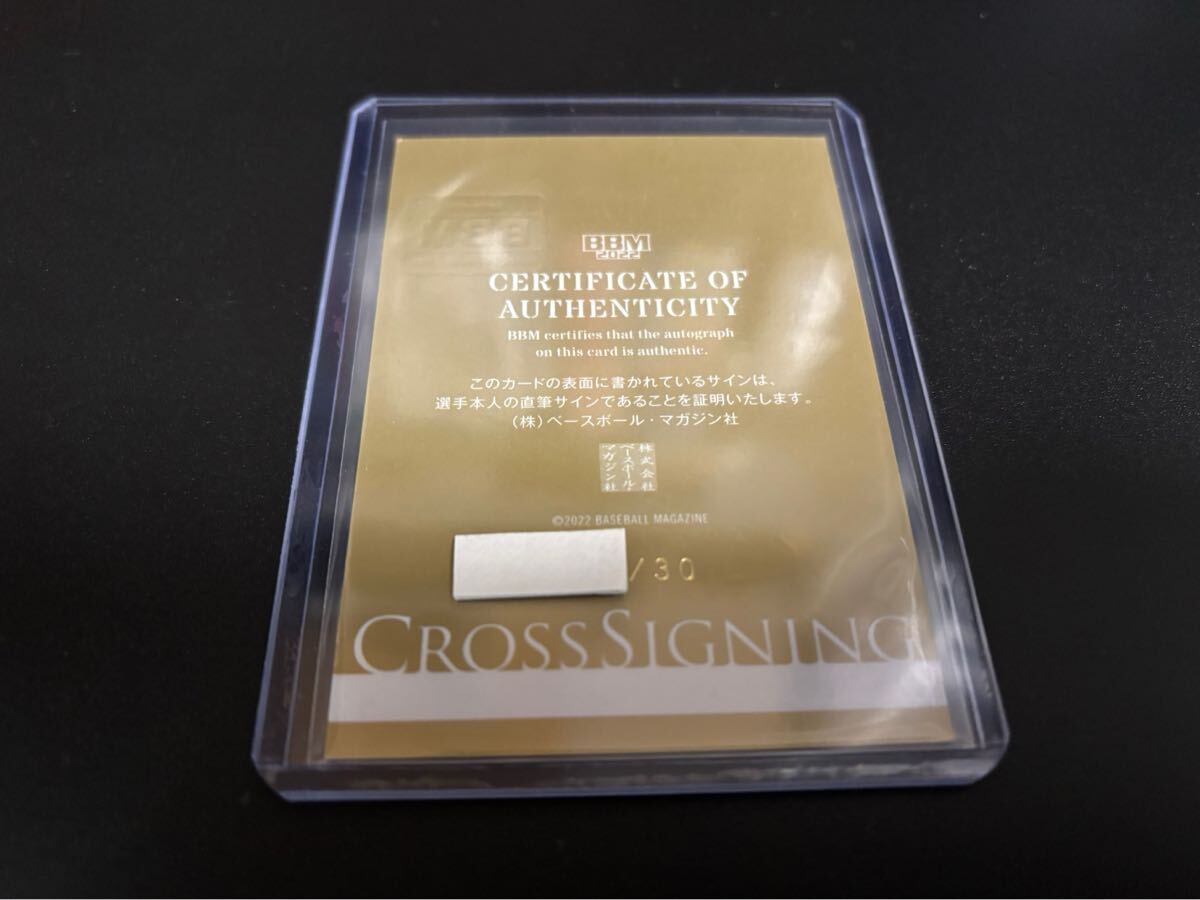 BBM
2022
CERTIFICATE OF
AUTHENTICITY
BBM certifies that the autograph
on this card is authentic.
このカードの表面に書かれているサインは、
選手本人の直筆サインであることを証明いたします。
(株)ベースボール・マガジン社
株式会社
ベースボール・
マガジン社
©2022 BASEBALL MAGAZINE
/30
CROSSSIGNING